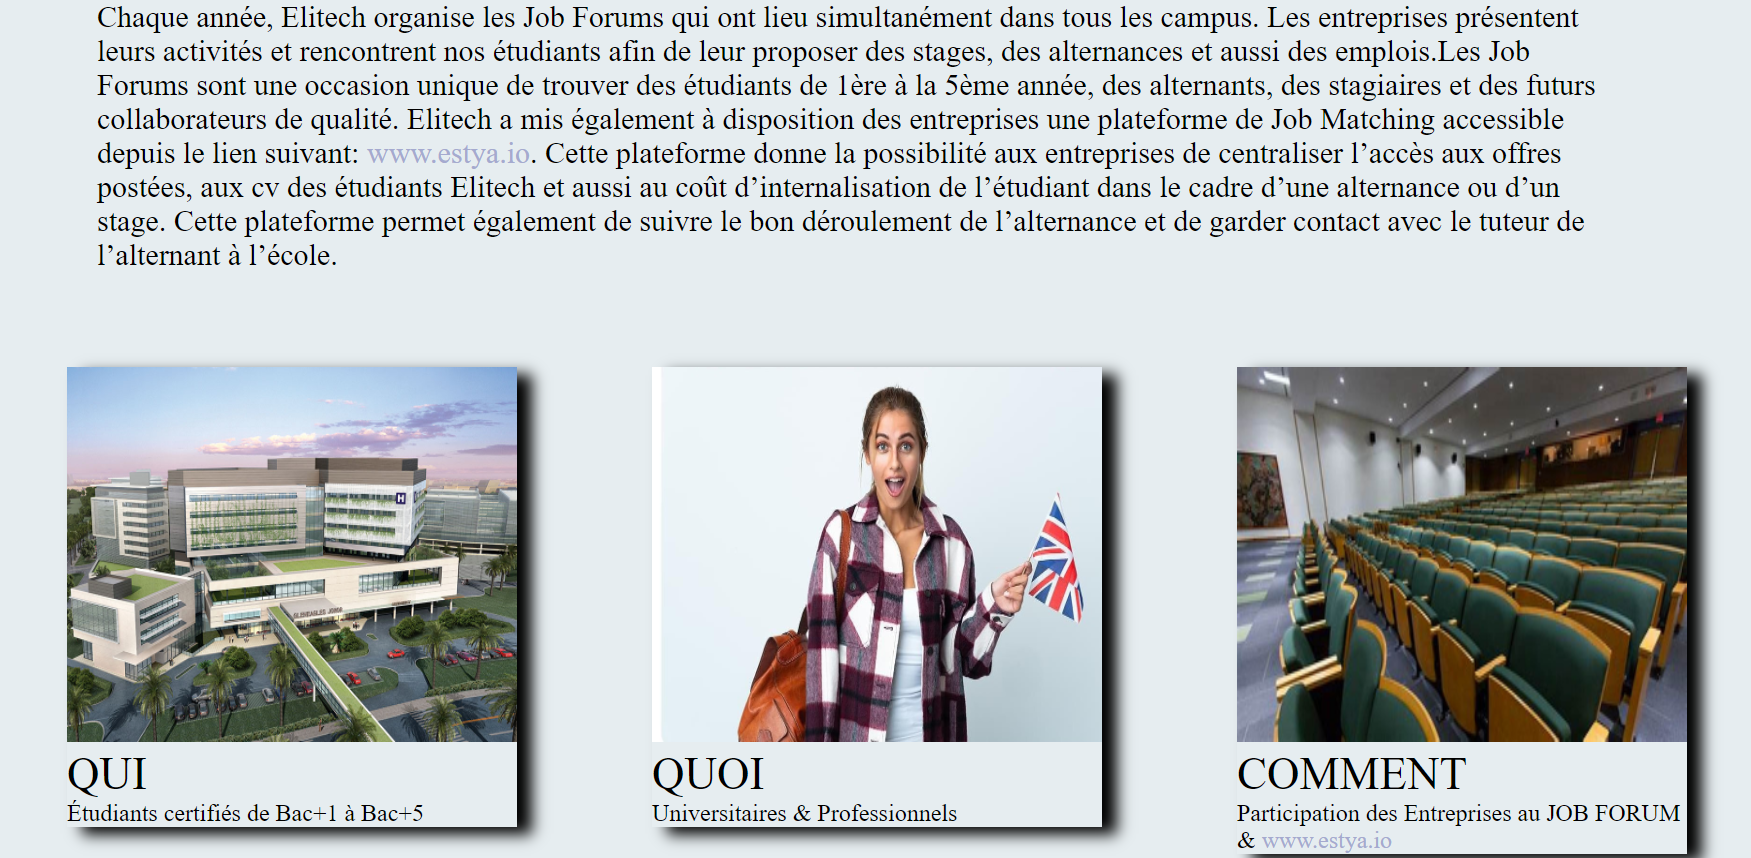 Chaque année, Elitech organise les Job Forums qui ont lieu simultanément dans tous les campus. Les entreprises présentent
leurs activités et rencontrent nos étudiants afin de leur proposer des stages, des alternances et aussi des emplois.Les Job
Forums sont une occasion unique de trouver des étudiants de 1ère à la 5ème année, des alternants, des stagiaires et des futurs
collaborateurs de qualité. Elitech a mis également à disposition des entreprises une plateforme de Job Matching accessible
depuis le lien suivant: www.estya.io. Cette plateforme donne la possibilité aux entreprises de centraliser l’accès aux offres
postées, aux cv des étudiants Elitech et aussi au coût d’internalisation de l’étudiant dans le cadre d’une alternance ou d’un
stage. Cette plateforme permet également de suivre le bon déroulement de l’alternance et de garder contact avec le tuteur de
l’alternant à l’école.
H
GLENEAGLES JOHOR
QUI
Étudiants certifiés de Bac+1 à Bac+5
QUOI
Universitaires & Professionnels
COMMENT
Participation des Entreprises au JOB FORUM
& www.estya.io